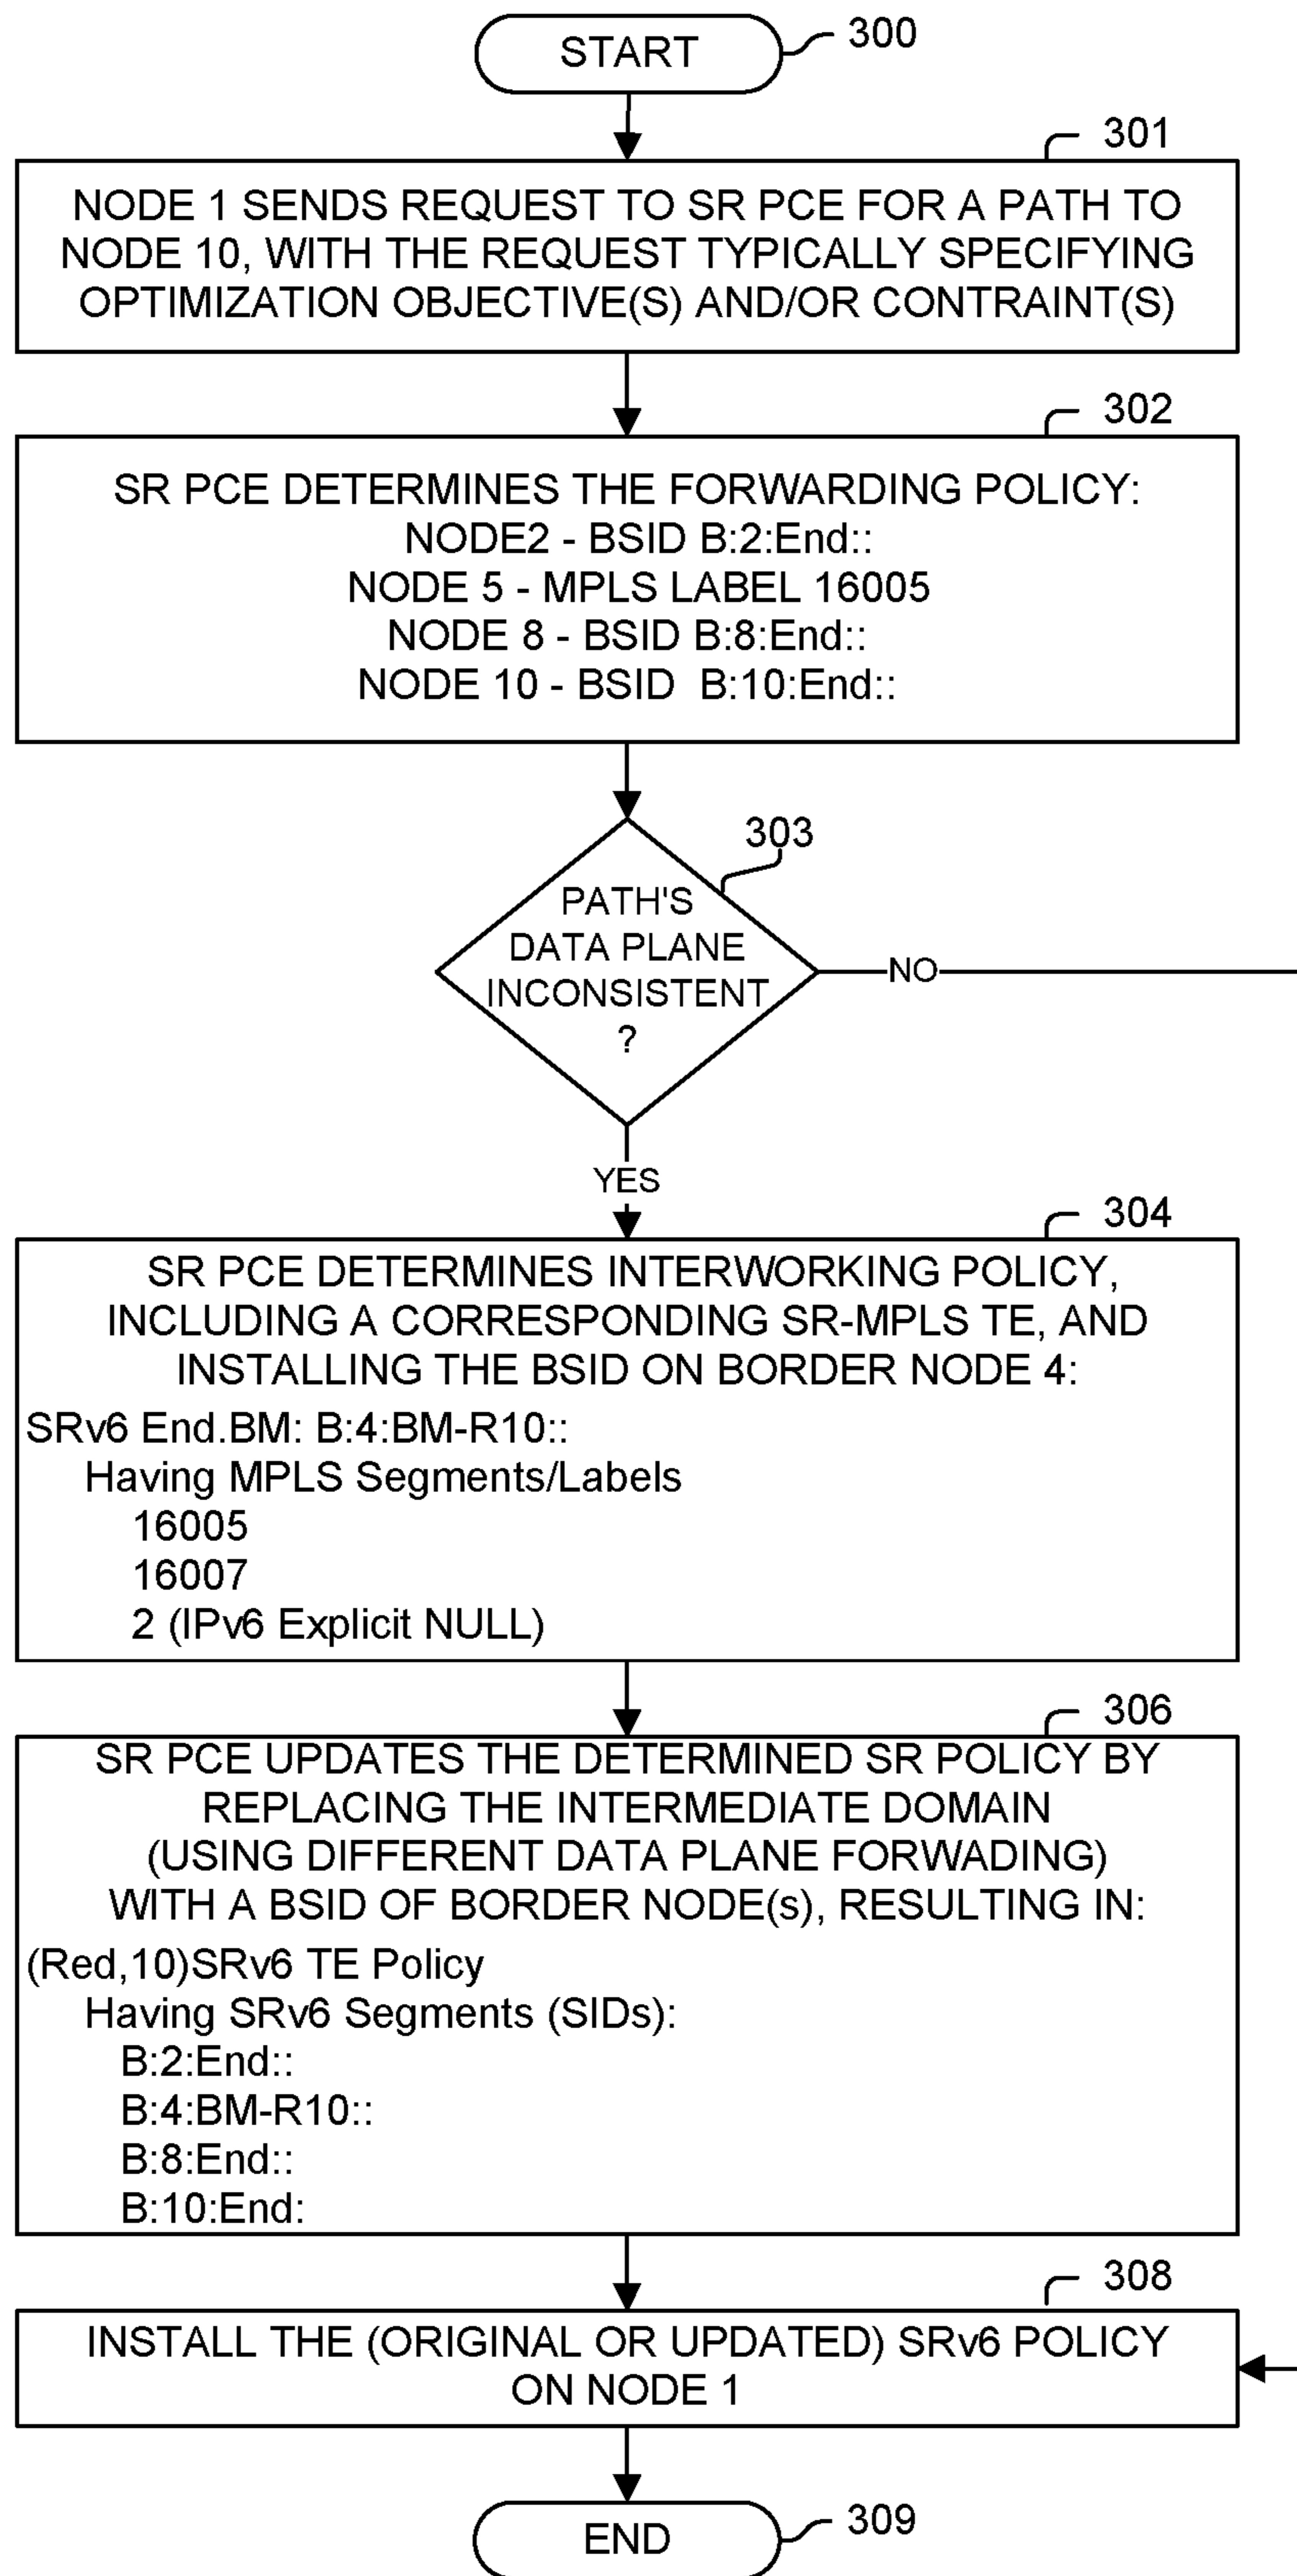 START
300
301
NODE 1 SENDS REQUEST TO SR PCE FOR A PATH TO
NODE 10, WITH THE REQUEST TYPICALLY SPECIFYING
OPTIMIZATION OBJECTIVE(S) AND/OR CONTRAINT(S)
302
SR PCE DETERMINES THE FORWARDING POLICY:
NODE2 - BSID B:2:End::
NODE 5 - MPLS LABEL 16005
NODE 8 - BSID B:8:End::
NODE 10 - BSID B:10:End::
303
PATH'S
DATA PLANE
INCONSISTENT
?
NO
YES
304
SR PCE DETERMINES INTERWORKING POLICY,
INCLUDING A CORRESPONDING SR-MPLS TE, AND
INSTALLING THE BSID ON BORDER NODE 4:
SRv6 End.BM: B:4:BM-R10::
Having MPLS Segments/Labels
16005
16007
2 (IPv6 Explicit NULL)
306
SR PCE UPDATES THE DETERMINED SR POLICY BY
REPLACING THE INTERMEDIATE DOMAIN
(USING DIFFERENT DATA PLANE FORWADING)
WITH A BSID OF BORDER NODE(s), RESULTING IN:
(Red,10)SRv6 TE Policy
Having SRv6 Segments (SIDs):
B:2:End::
B:4:BM-R10::
B:8:End::
B:10:End:
308
INSTALL THE (ORIGINAL OR UPDATED) SRv6 POLICY
ON NODE 1
END
309